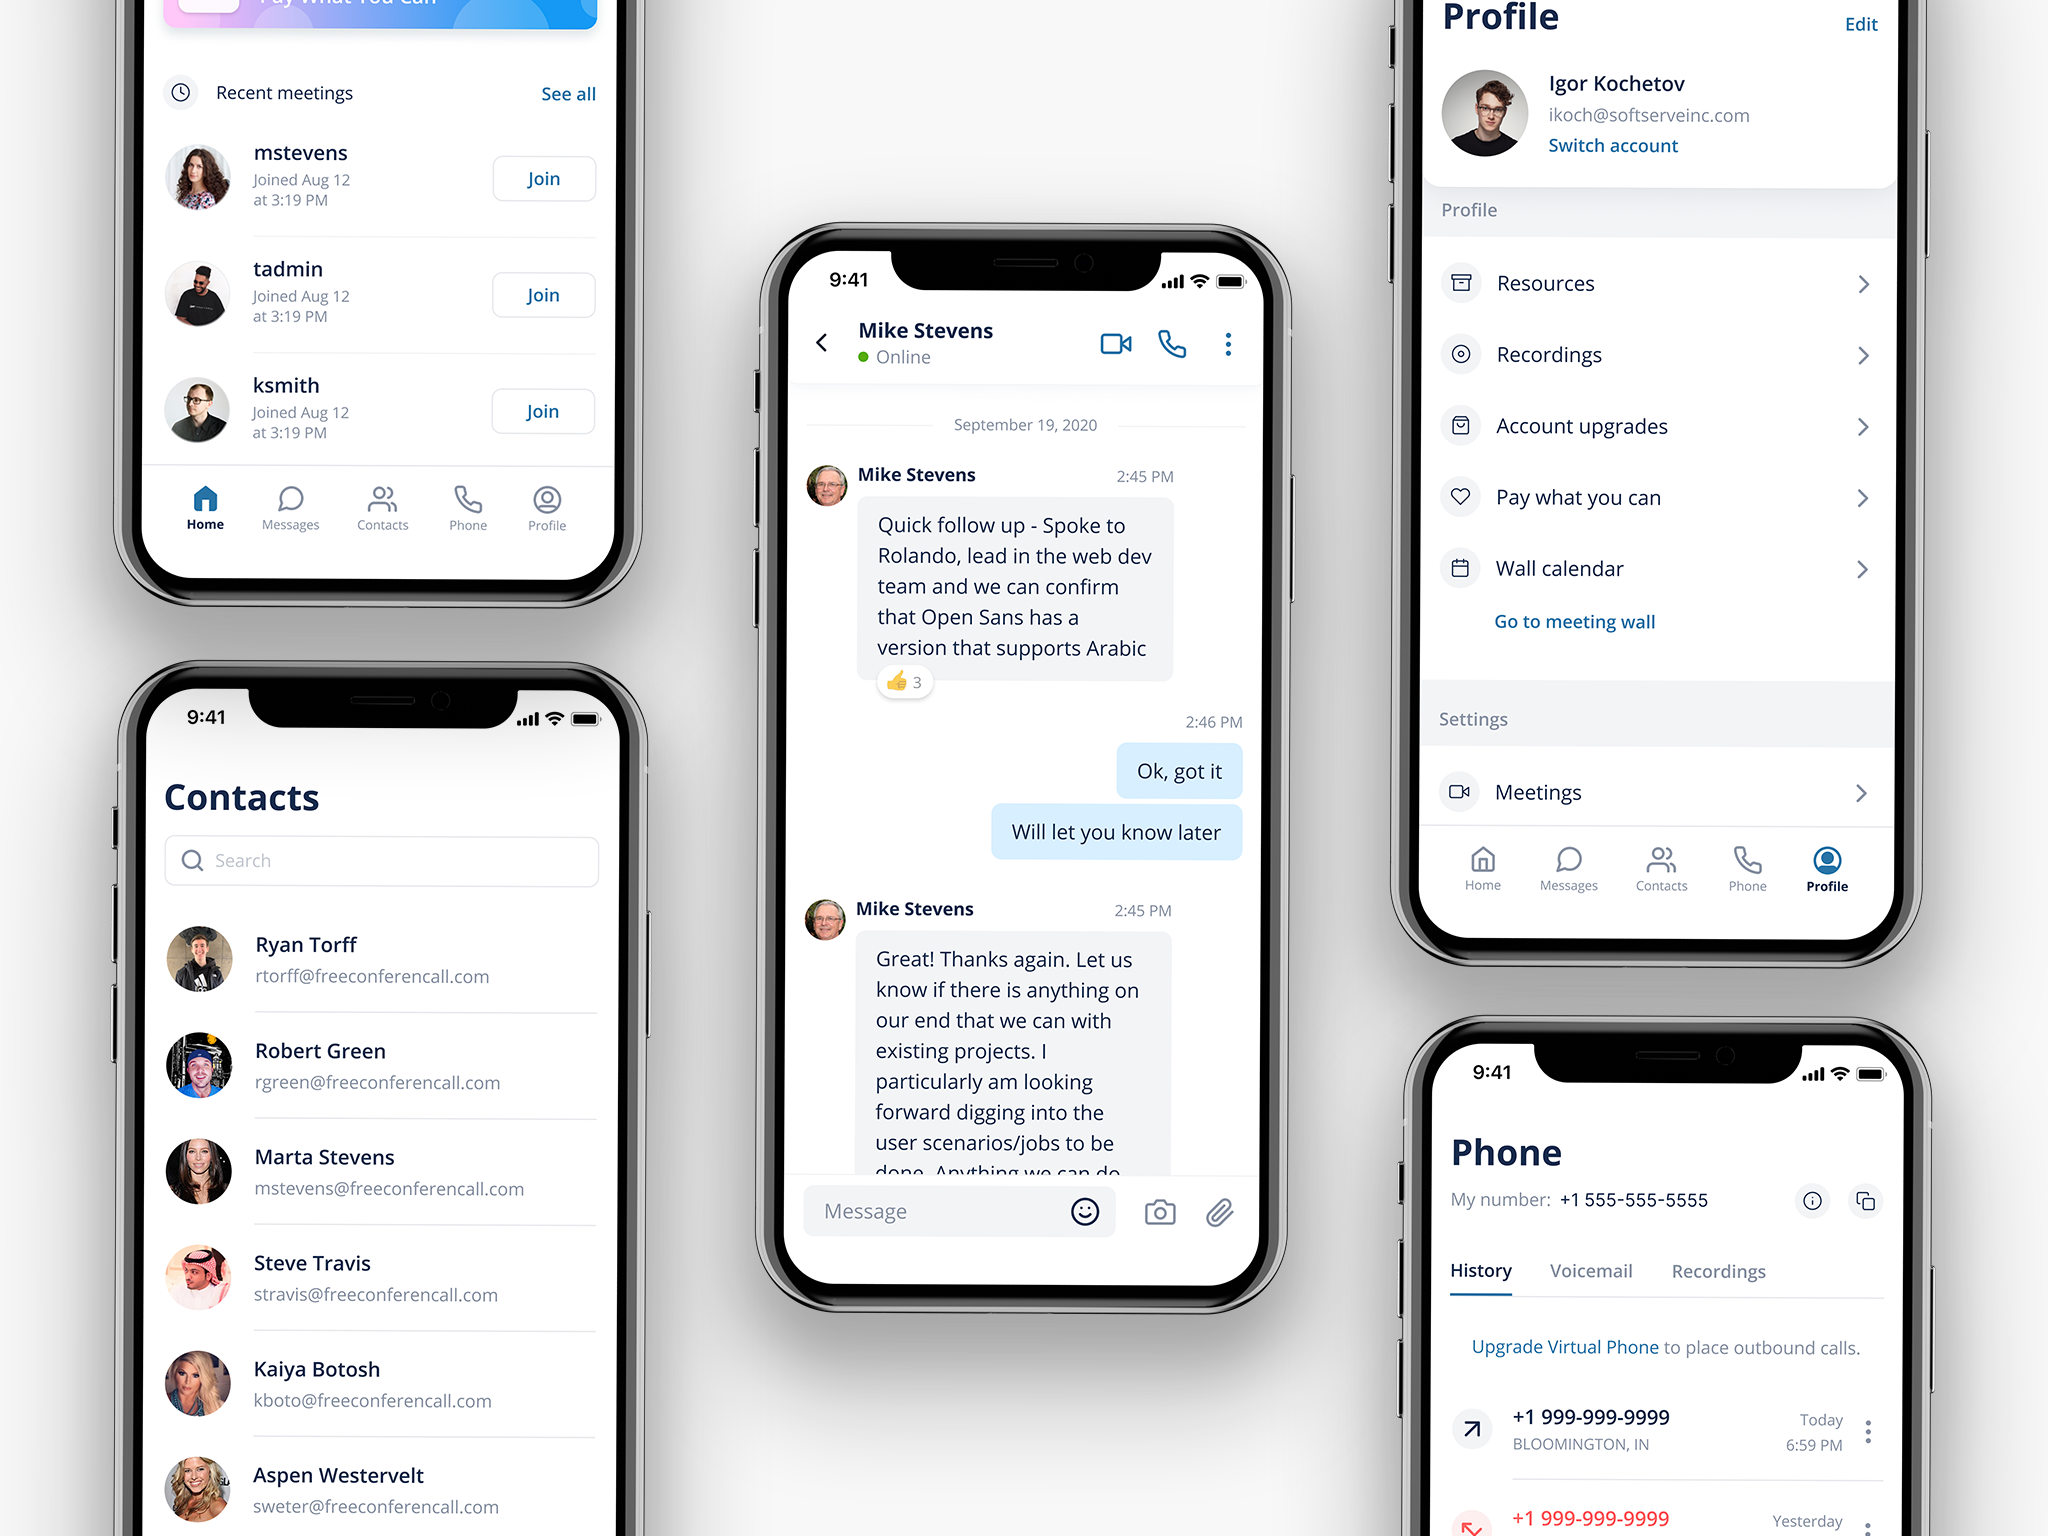 Pay What You Can
Recent meetings
See all
mstevens
Joined Aug 12
at 3:19 PM
Join
tadmin
Joined Aug 12
at 3:19 PM
Join
ksmith
Joined Aug 12
at 3:19 PM
Join
Home
Messages
Contacts
Phone
Profile
9:41
Contacts
Search
Ryan Torff
rtorff@freeconferencall.com
Robert Green
rgreen@freeconferencall.com
Marta Stevens
mstevens@freeconferencall.com
Steve Travis
stravis@freeconferencall.com
Kaiya Botosh
kboto@freeconferencall.com
Aspen Westervelt
sweter@freeconferencall.com
9:41
Mike Stevens
Online
September 19, 2020
Mike Stevens
2:45 PM
Quick follow up - Spoke to
Rolando, lead in the web dev
team and we can confirm
that Open Sans has a
version that supports Arabic
👍 3
2:46 PM
Ok, got it
Will let you know later
Mike Stevens
2:45 PM
Great! Thanks again. Let us
know if there is anything on
our end that we can with
existing projects. I
particularly am looking
forward digging into the
user scenarios/jobs to be
done. Anything we can do
Message
Profile
Edit
Igor Kochetov
ikoch@softserveinc.com
Switch account
Profile
Resources
Recordings
Account upgrades
Pay what you can
Wall calendar
Go to meeting wall
Settings
Meetings
Home
Messages
Contacts
Phone
Profile
9:41
Phone
My number: +1 555-555-5555
History
Voicemail
Recordings
Upgrade Virtual Phone to place outbound calls.
+1 999-999-9999
Today
BLOOMINGTON, IN
6:59 PM
+1 999-999-9999
Yesterday